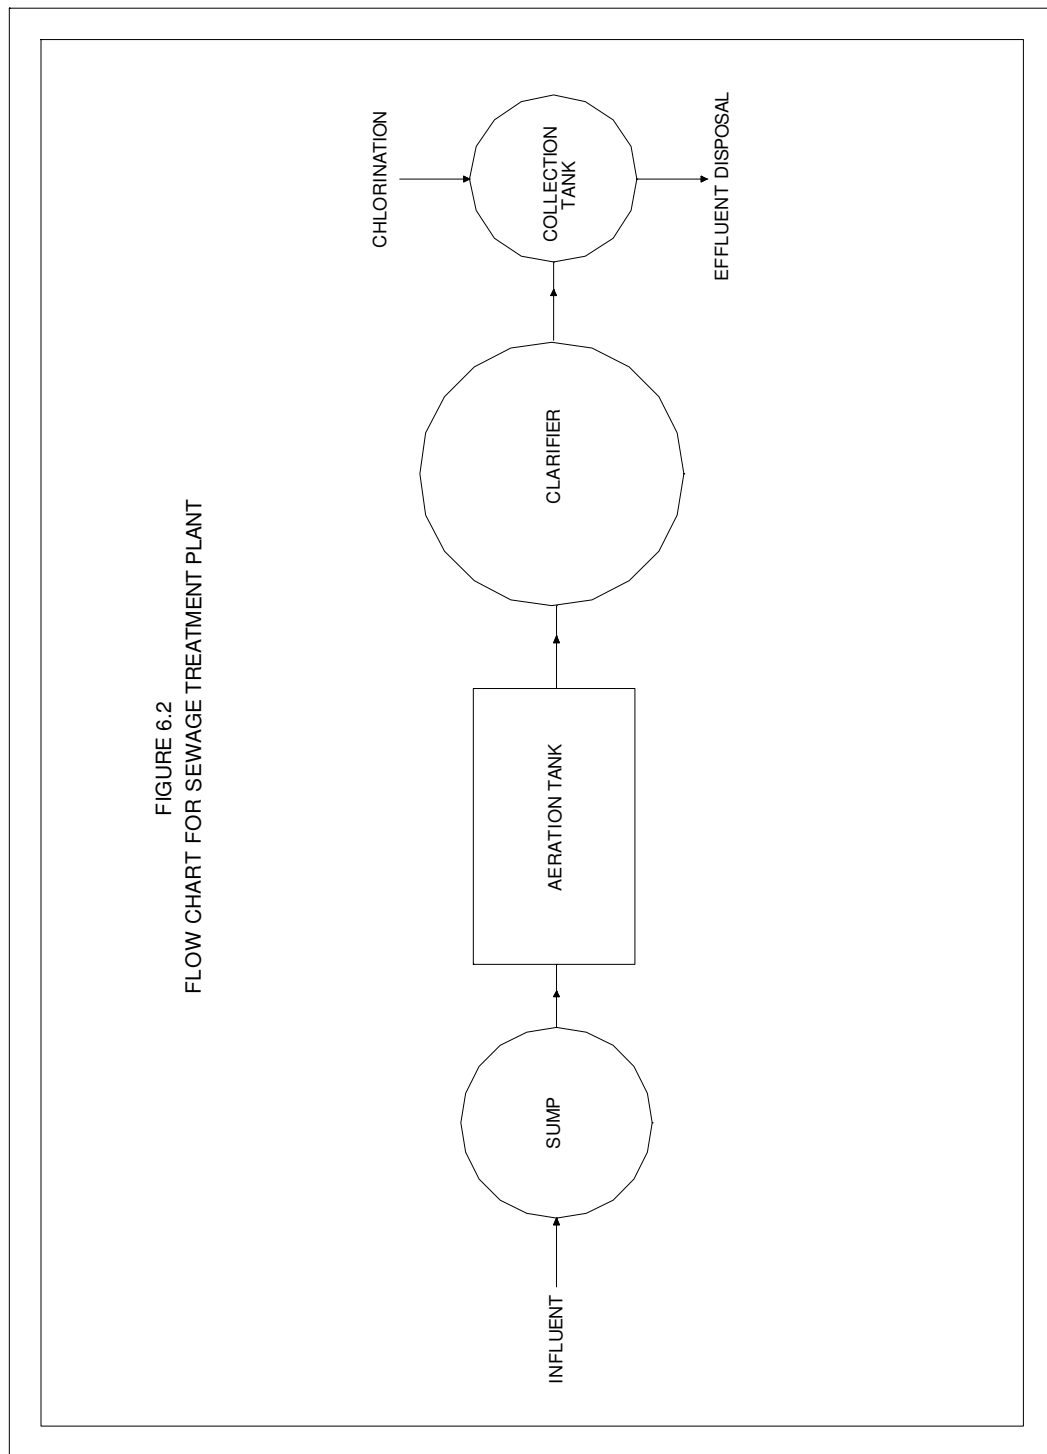 FIGURE 6.2
FLOW CHART FOR SEWAGE TREATMENT PLANT
INFLUENT
SUMP
AERATION TANK
CLARIFIER
CHLORINATION
COLLECTION
TANK
EFFLUENT DISPOSAL